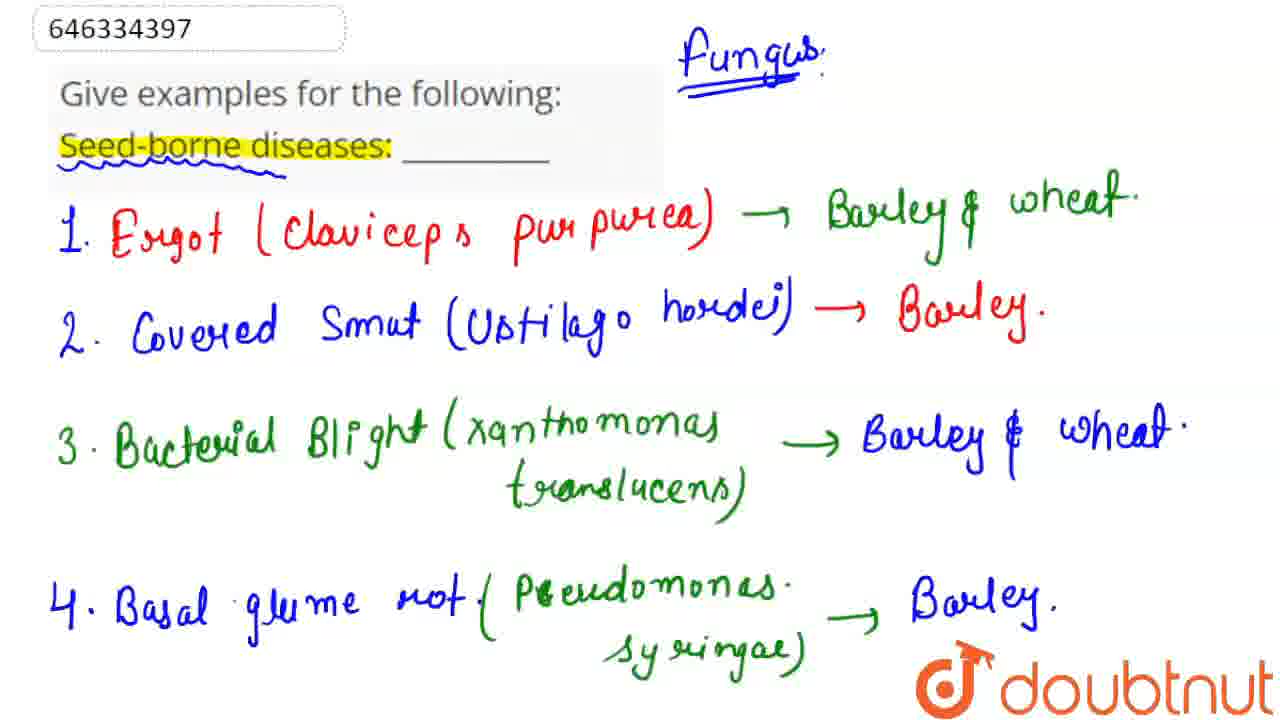 646334397
Fungus.
Give examples for the following:
Seed-borne diseases: ________
1. Ergot (Claviceps purpurea) → Barley & wheat.
2. Covered Smut (Ustilago hordei) → Barley.
3. Bacterial Blight (Xanthomonas translucens) → Barley & wheat.
4. Basal glume rot. (Pseudomonas. syringae) → Barley.
doubtnut